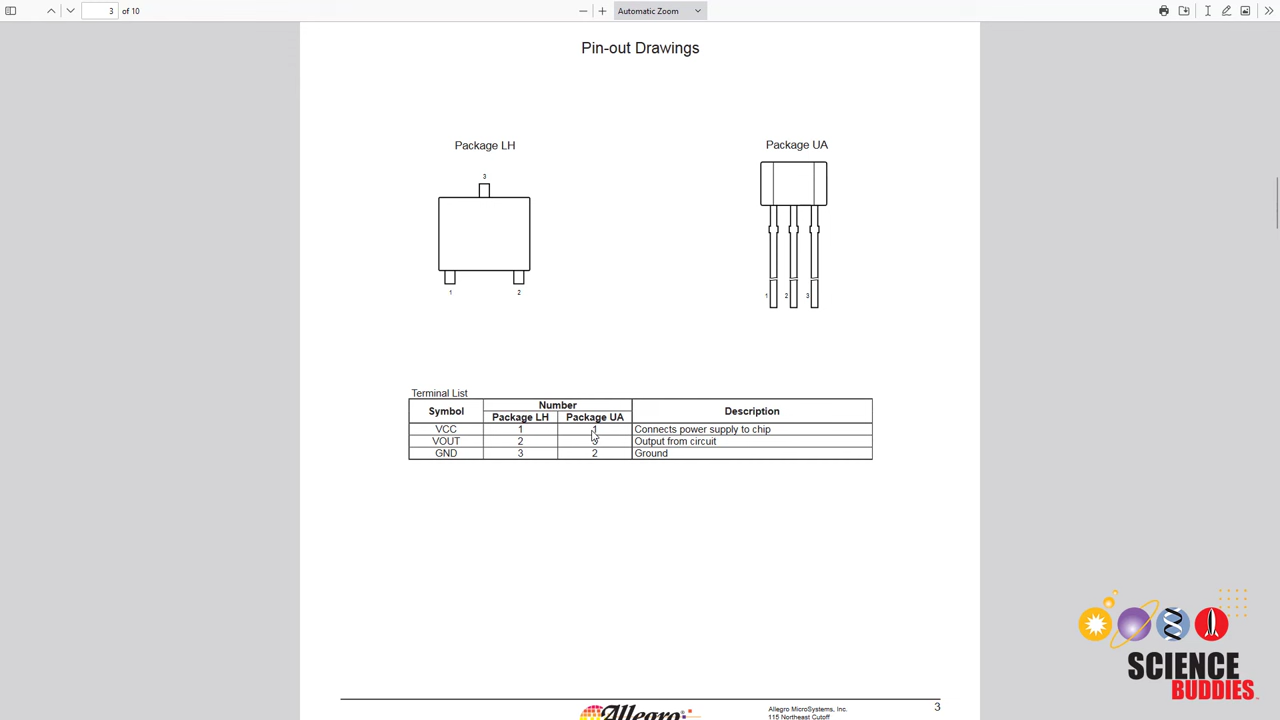 3 of 10 Automatic Zoom
Pin-out Drawings
Package LH Package UA
3
1 2
1 2 3
Terminal List
Symbol Number Description
Package LH Package UA
VCC 1 1 Connects power supply to chip
VOUT 2 3 Output from circuit
GND 3 2 Ground
SCIENCE
BUDDIES
3
Allegro
Allegro MicroSystems, Inc.
115 Northeast Cutoff